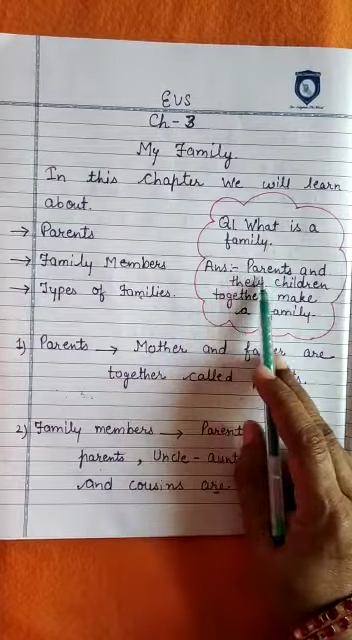 EVS
Ch-3
My Family.
In this chapter we will learn
about.
→ Parents
→ Family Members
→ Types of Families.
Q1. What is a
family.
Ans:- Parents and
their children
together make
a family.
1) Parents → Mother and father are
together called
2) Family members → Parent
parents, Uncle - aunt
and cousins are